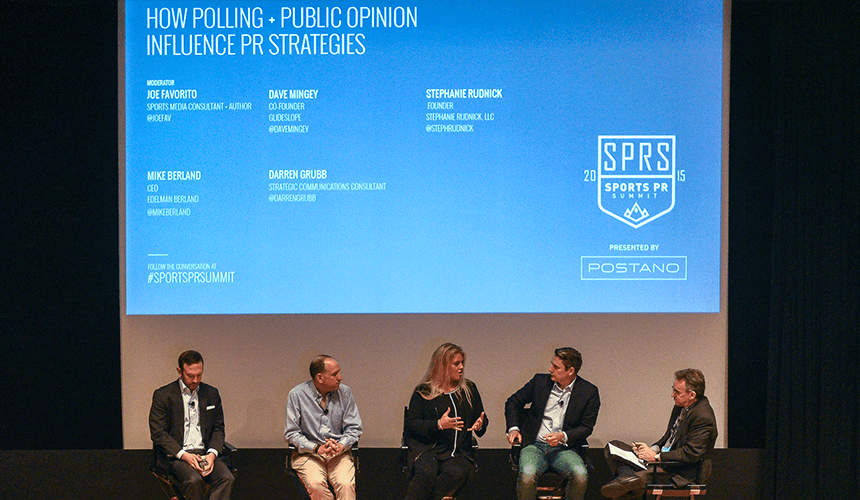 HOW POLLING + PUBLIC OPINION
INFLUENCE PR STRATEGIES
MODERATOR
JOE FAVORITO
SPORTS MEDIA CONSULTANT + AUTHOR
@JOEFAV
DAVE MINGEY
CO-FOUNDER
GLIDESLOPE
@DAVEMINGEY
STEPHANIE RUDNICK
FOUNDER
STEPHANIE RUDNICK, LLC
@STEPHRUDNICK
MIKE BERLAND
CEO
EDELMAN BERLAND
@MIKEBERLAND
DARREN GRUBB
STRATEGIC COMMUNICATIONS CONSULTANT
@DARRENGRUBB
SPRS
20 15
SPORTS PR
SUMMIT
PRESENTED BY
POSTANO
FOLLOW THE CONVERSATION AT
#SPORTSPRSUMMIT